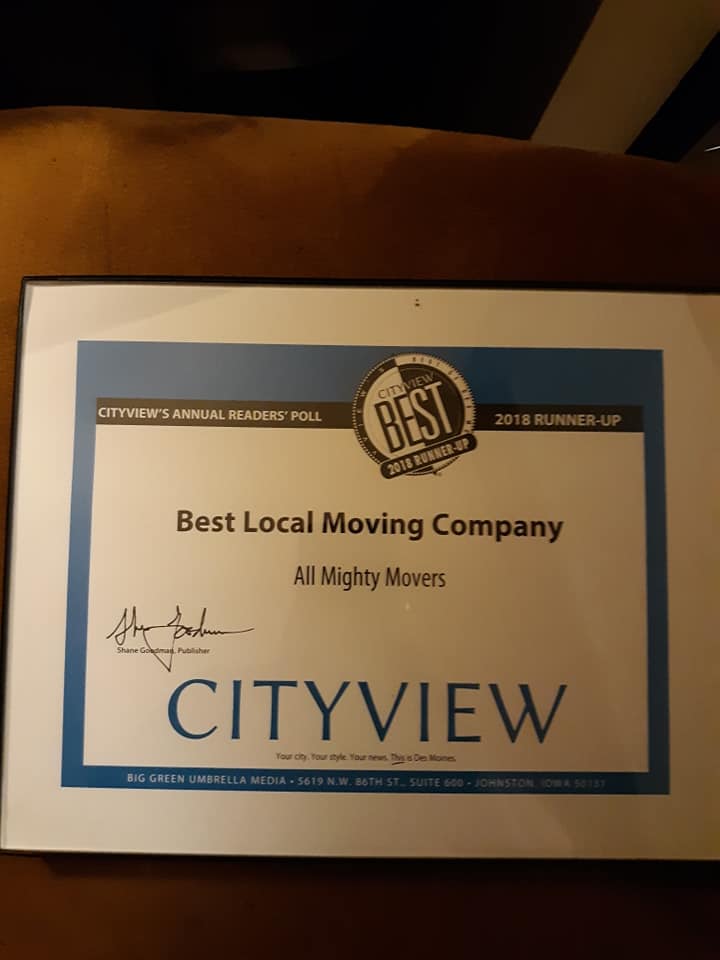 CITYVIEW'S ANNUAL READERS' POLL
CITYVIEW
BEST
2018 RUNNER-UP
2018 RUNNER-UP
Best Local Moving Company
All Mighty Movers
Shane Goodman, Publisher
CITYVIEW
Your city. Your style. Your news. This is Des Moines.
BIG GREEN UMBRELLA MEDIA • 5619 N.W. 86TH ST., SUITE 600 • JOHNSTON, IOWA 50131